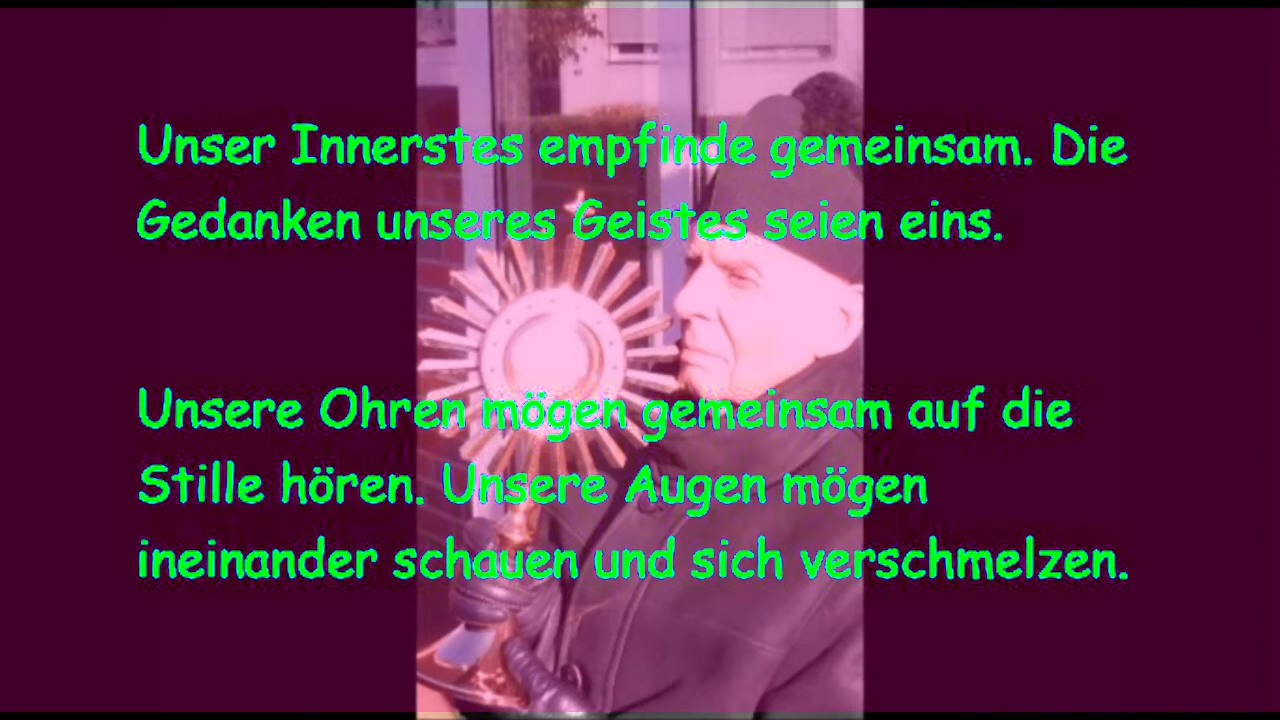 Unser Innerstes empfinde gemeinsam. Die
Gedanken unseres Geistes seien eins.
Unsere Ohren mögen gemeinsam auf die
Stille hören. Unsere Augen mögen
ineinander schauen und sich verschmelzen.